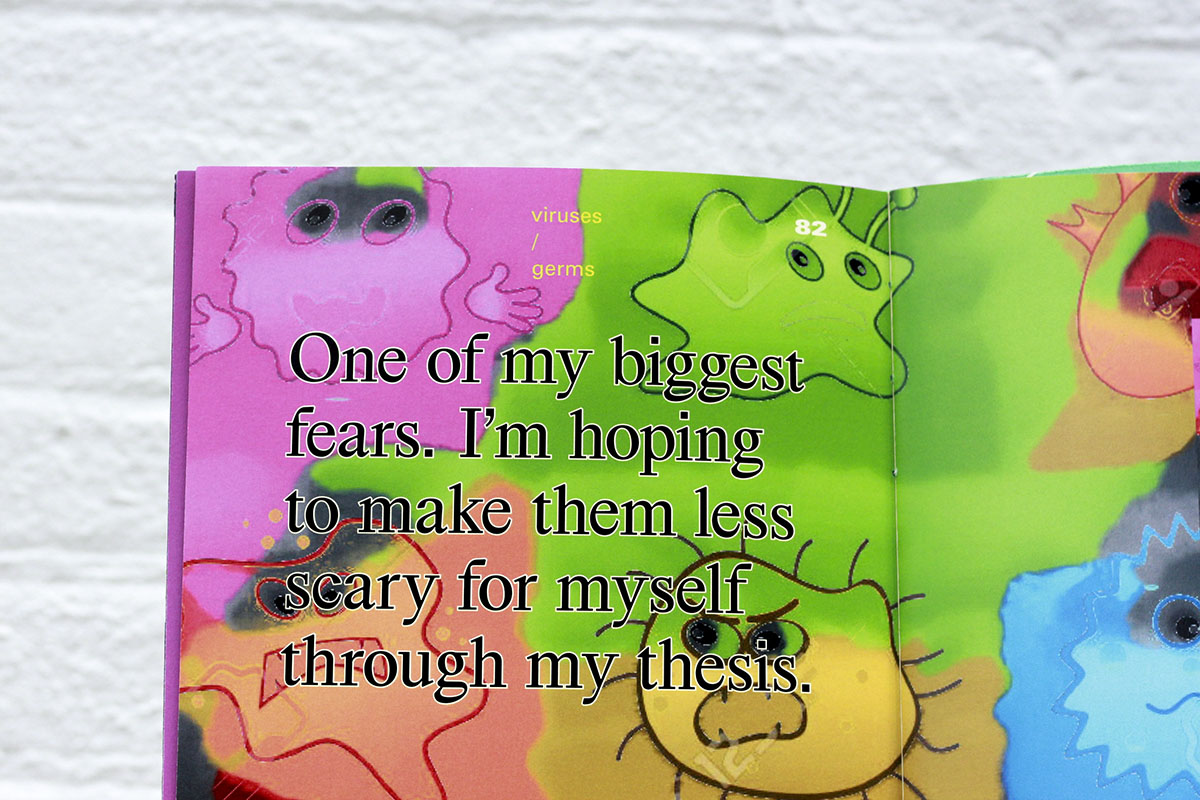 viruses
/
germs
82
One of my biggest
fears. I'm hoping
to make them less
scary for myself
through my thesis.